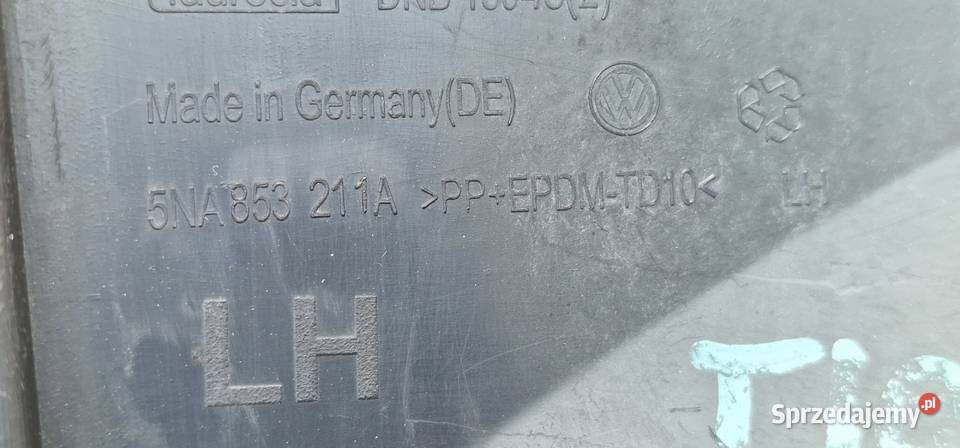 Made in Germany(DE)
5NA 853 211A >PP+EPDM-TD10< LH
LH
Sprzedajemy.pl